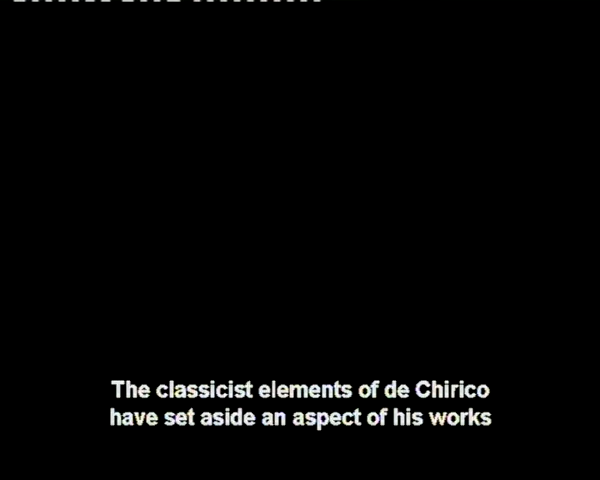 The classicist elements of de Chirico
have set aside an aspect of his works